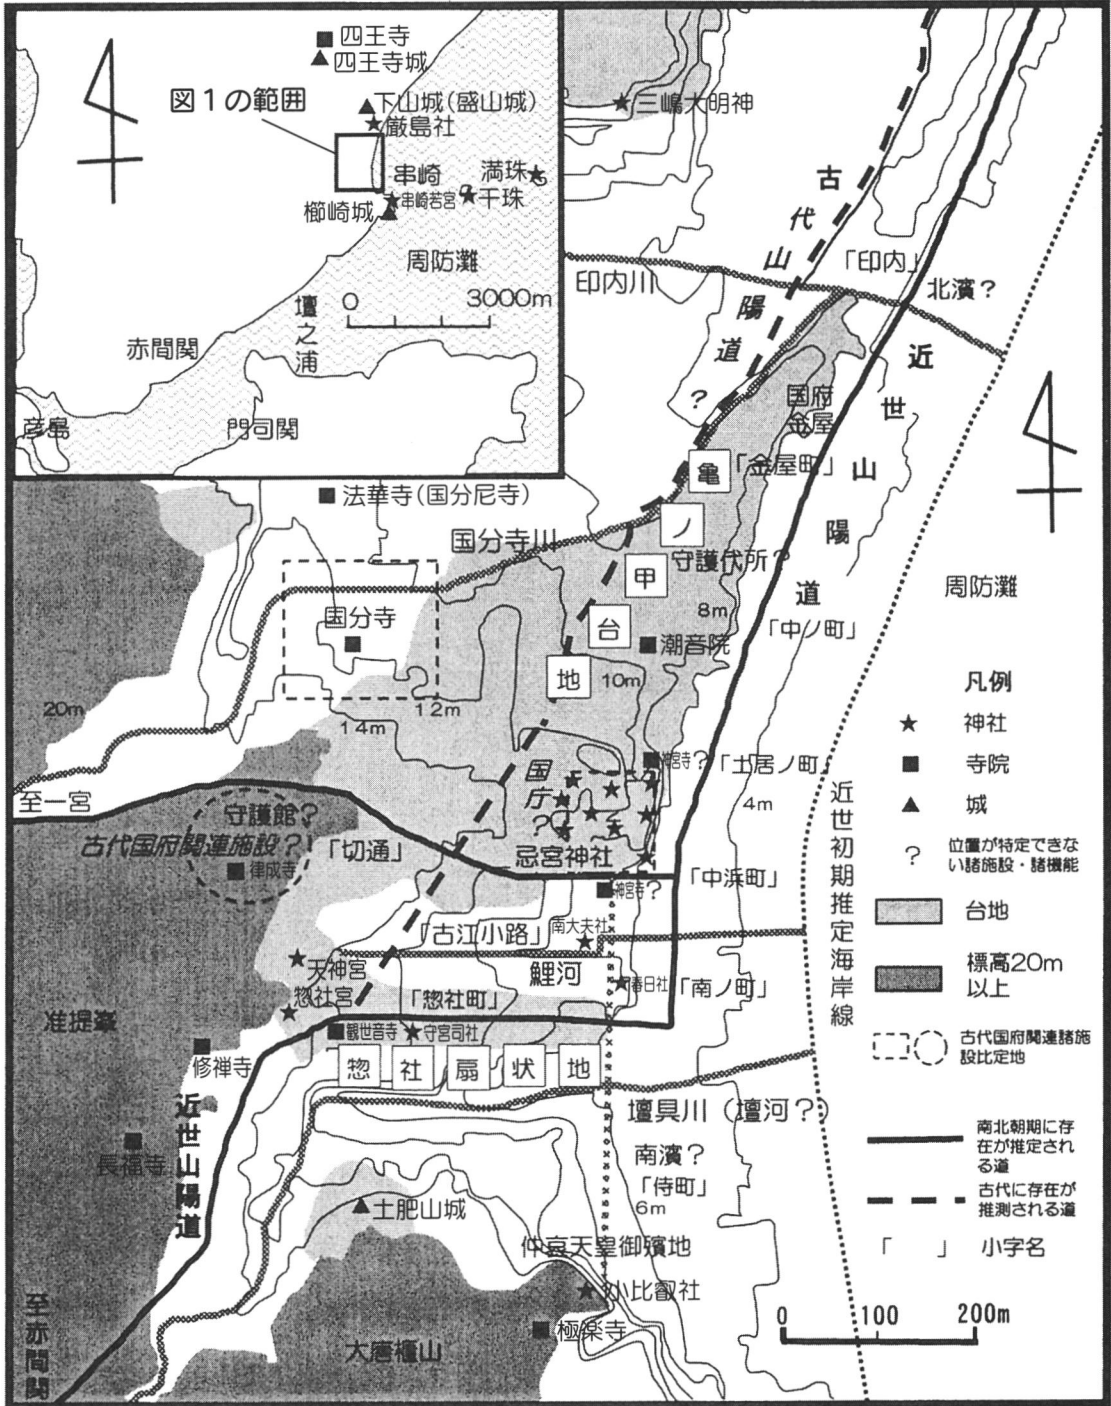 四王寺
四王寺城
図1の範囲
下山城(盛山城)
厳島社
串崎
満珠
串崎若宮
干珠
櫛崎城
周防灘
0 3000m
壇之浦
赤間関
彦島
門司関
三嶋大明神
古代山陽道?
印内川
「印内」
北濱?
近世山陽道
国府金屋
「金屋町」
亀ノ甲台地
法華寺(国分尼寺)
国分寺川
守護代所?
国分寺
8m
「中ノ町」
周防灘
潮音院
10m
12m
14m
20m
国庁?
神宮寺?
「土居ノ町」
4m
至一宮
守護館?
古代国府関連施設?
律成寺
「切通」
忌宮神社
「中浜町」
神宮寺?
「古江小路」
南大夫社
天神宮
鯉河
惣社宮
「惣社町」
春日社
「南ノ町」
准提峯
観世音寺
守宮司社
修禅寺
惣社扇状地
壇具川(壇河?)
近世山陽道
長福寺
南濱?
「侍町」
6m
土肥山城
仲哀天皇御殯地
小比叡社
極楽寺
大唐櫃山
至赤間関
近世初期推定海岸線
凡例
神社
寺院
城
? 位置が特定できな
い諸施設・諸機能
台地
標高20m
以上
古代国府関連諸施
設比定地
南北朝期に存
在が推定され
る道
古代に存在が
推測される道
「 」 小字名
0 100 200m